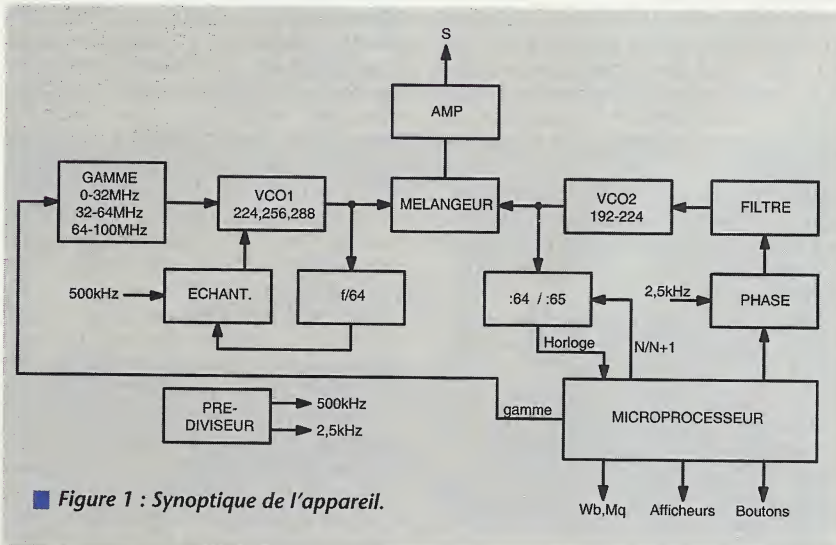 S
AMP
GAMME
0-32MHz
32-64MHz
64-100MHz
VCO1
224,256,288
MELANGEUR
VCO2
192-224
FILTRE
500kHz
ECHANT.
f/64
:64 / :65
2,5kHz
PHASE
Horloge
N/N+1
PRE-
DIVISEUR
500kHz
2,5kHz
gamme
MICROPROCESSEUR
Wb,Mq
Afficheurs
Boutons
Figure 1 : Synoptique de l'appareil.